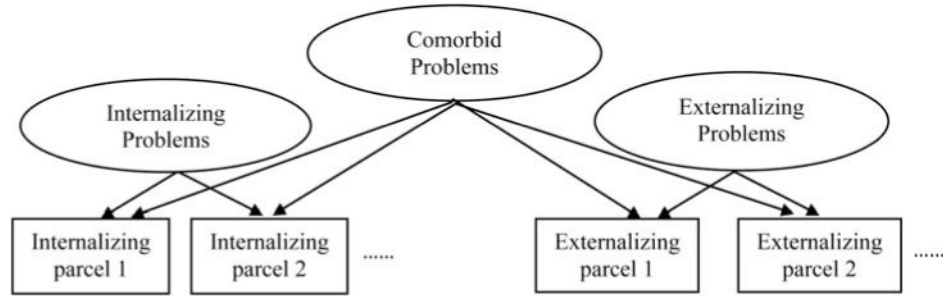 Comorbid
Problems
Internalizing
Problems
Externalizing
Problems
Internalizing
parcel 1
Internalizing
parcel 2
......
Externalizing
parcel 1
Externalizing
parcel 2
......